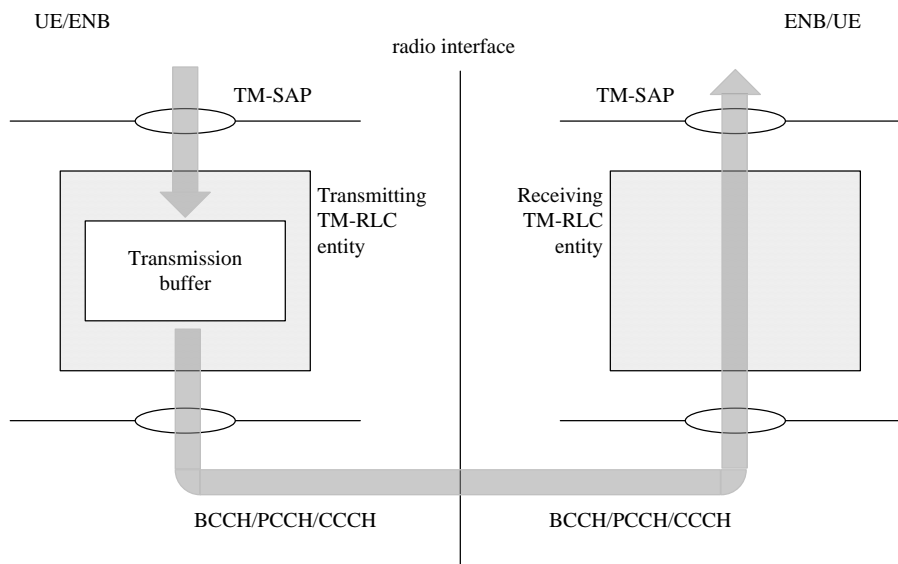 UE/ENB
ENB/UE
radio interface
TM-SAP
TM-SAP
Transmitting
TM-RLC
entity
Receiving
TM-RLC
entity
Transmission
buffer
BCCH/PCCH/CCCH
BCCH/PCCH/CCCH